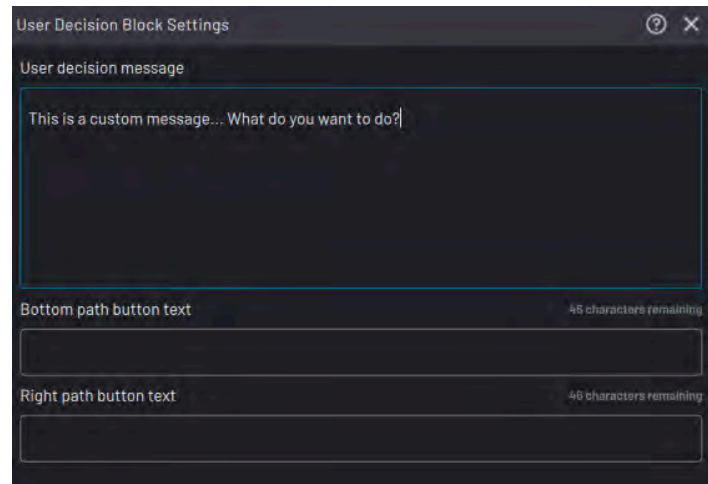 User Decision Block Settings
User decision message
This is a custom message... What do you want to do?
Bottom path button text
46 characters remaining
Right path button text
46 characters remaining